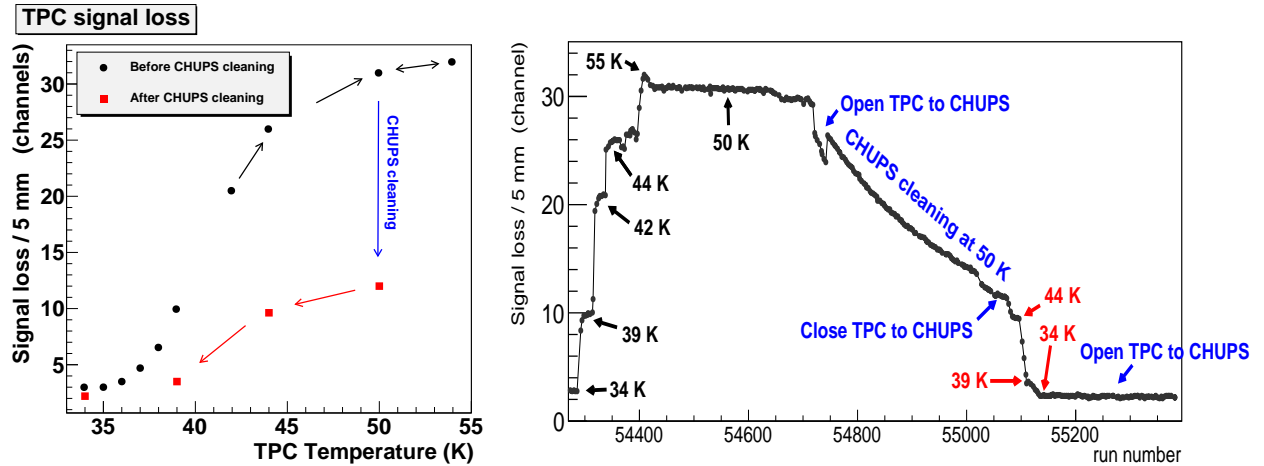 TPC signal loss
Signal loss / 5 mm (channels)
30
25
20
15
10
5
Before CHUPS cleaning
After CHUPS cleaning
CHUPS cleaning
35 40 45 50 55
TPC Temperature (K)
Signal loss / 5 mm (channel)
30
20
10
0
55 K
50 K
44 K
42 K
39 K
34 K
Open TPC to CHUPS
CHUPS cleaning at 50 K
Close TPC to CHUPS
44 K
34 K
39 K
Open TPC to CHUPS
54400 54600 54800 55000 55200
run number